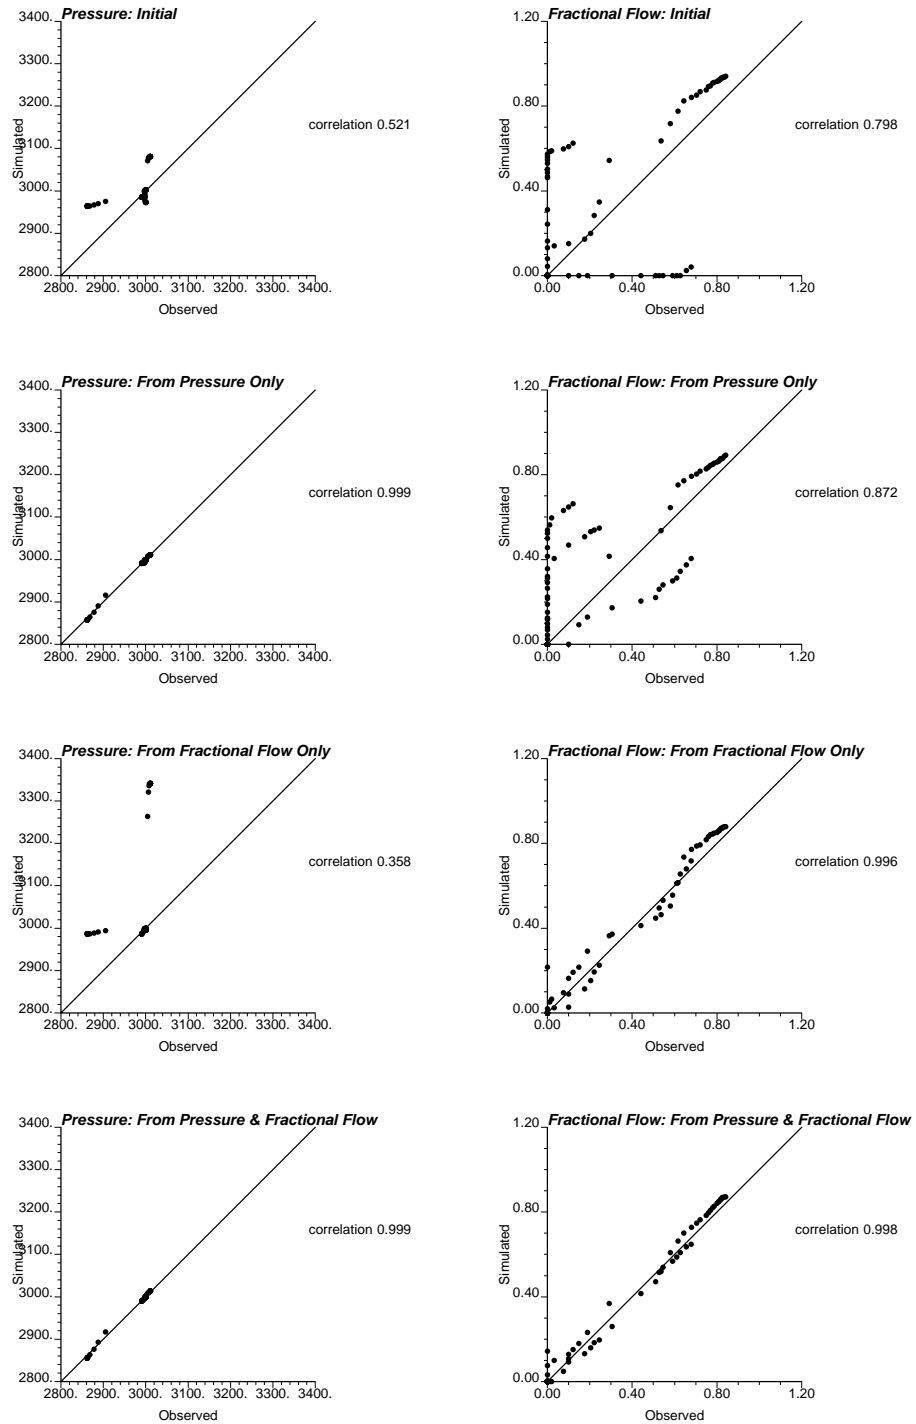 Pressure: Initial
3400.
3300.
3200.
3100.
3000.
2900.
2800.
Simulated
correlation 0.521
2800. 2900. 3000. 3100. 3200. 3300. 3400.
Observed
Fractional Flow: Initial
1.20
0.80
0.40
0.00
Simulated
correlation 0.798
0.00 0.40 0.80 1.20
Observed
Pressure: From Pressure Only
3400.
3300.
3200.
3100.
3000.
2900.
2800.
Simulated
correlation 0.999
2800. 2900. 3000. 3100. 3200. 3300. 3400.
Observed
Fractional Flow: From Pressure Only
1.20
0.80
0.40
0.00
Simulated
correlation 0.872
0.00 0.40 0.80 1.20
Observed
Pressure: From Fractional Flow Only
3400.
3300.
3200.
3100.
3000.
2900.
2800.
Simulated
correlation 0.358
2800. 2900. 3000. 3100. 3200. 3300. 3400.
Observed
Fractional Flow: From Fractional Flow Only
1.20
0.80
0.40
0.00
Simulated
correlation 0.996
0.00 0.40 0.80 1.20
Observed
Pressure: From Pressure & Fractional Flow
3400.
3300.
3200.
3100.
3000.
2900.
2800.
Simulated
correlation 0.999
2800. 2900. 3000. 3100. 3200. 3300. 3400.
Observed
Fractional Flow: From Pressure & Fractional Flow
1.20
0.80
0.40
0.00
Simulated
correlation 0.998
0.00 0.40 0.80 1.20
Observed